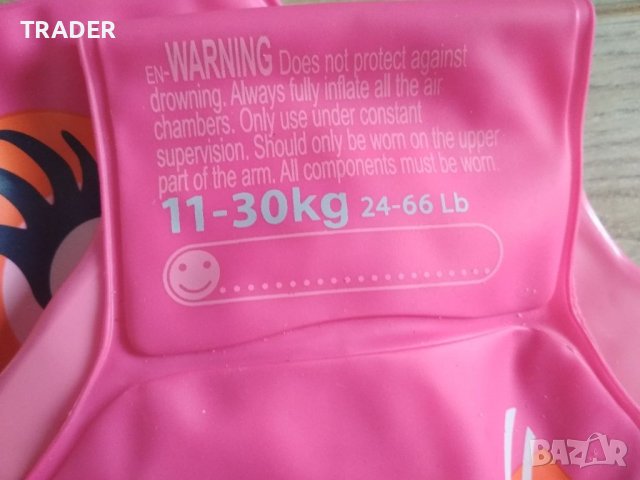 TRADER
EN-WARNING Does not protect against
drowning. Always fully inflate all the air
chambers. Only use under constant
supervision. Should only be worn on the upper
part of the arm. All components must be worn.
11-30kg 24-66 Lb
BAZAR